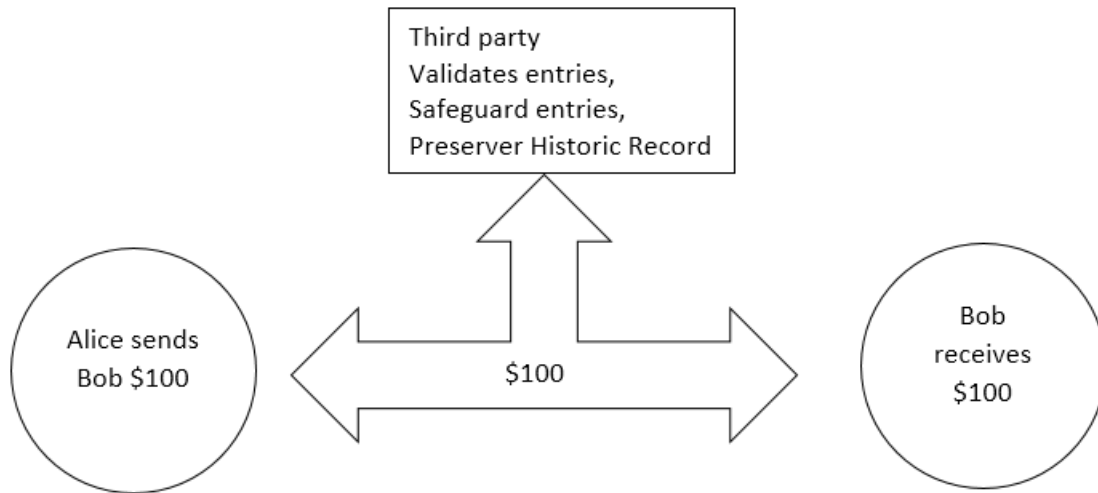 Third party
Validates entries,
Safeguard entries,
Preserver Historic Record
Alice sends
Bob $100
$100
Bob
receives
$100